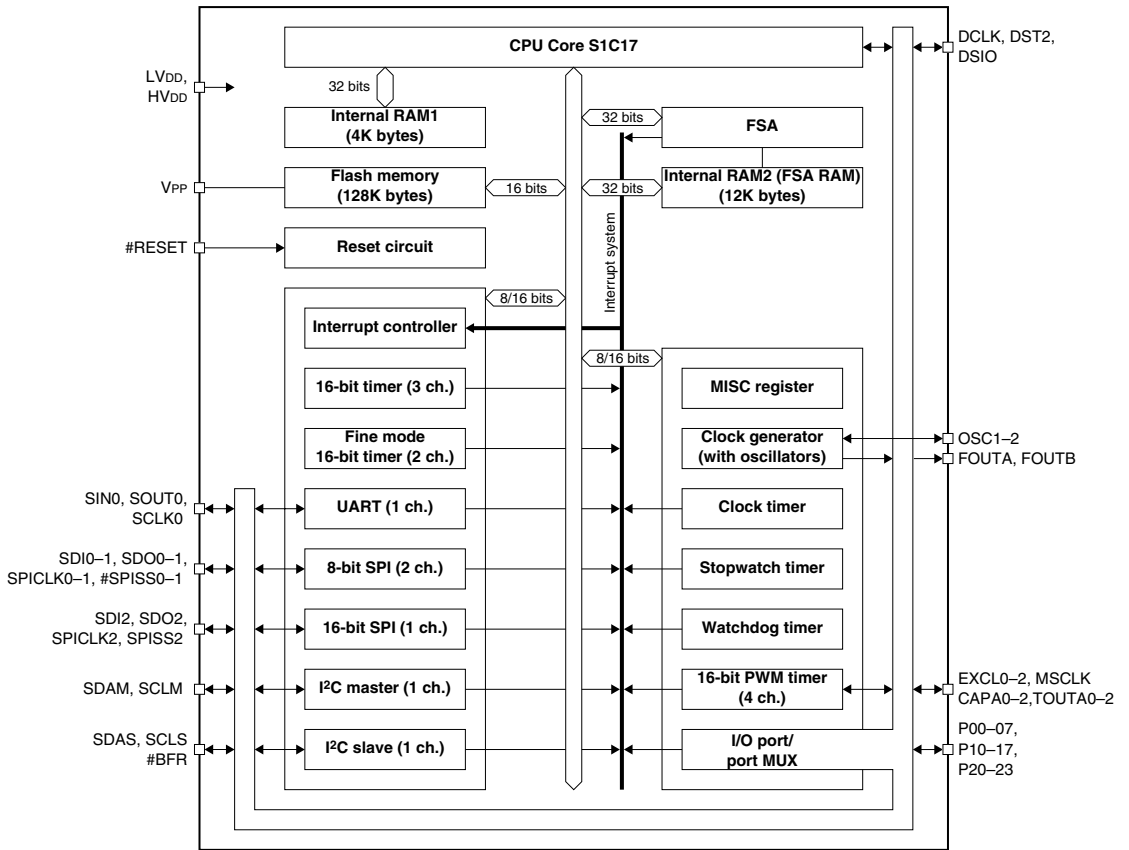 CPU Core S1C17
DCLK, DST2,
DSIO
LVDD,
HVDD
32 bits
Internal RAM1
(4K bytes)
32 bits
FSA
VPP
Flash memory
(128K bytes)
16 bits
32 bits
Internal RAM2 (FSA RAM)
(12K bytes)
#RESET
Reset circuit
Interrupt system
8/16 bits
Interrupt controller
8/16 bits
16-bit timer (3 ch.)
MISC register
Fine mode
16-bit timer (2 ch.)
Clock generator
(with oscillators)
OSC1–2
FOUTA, FOUTB
SIN0, SOUT0,
SCLK0
UART (1 ch.)
Clock timer
SDI0–1, SDO0–1,
SPICLK0–1, #SPISS0–1
8-bit SPI (2 ch.)
Stopwatch timer
SDI2, SDO2,
SPICLK2, SPISS2
16-bit SPI (1 ch.)
Watchdog timer
SDAM, SCLM
I2C master (1 ch.)
16-bit PWM timer
(4 ch.)
EXCL0–2, MSCLK
CAPA0–2,TOUTA0–2
SDAS, SCLS
#BFR
I2C slave (1 ch.)
I/O port/
port MUX
P00–07,
P10–17,
P20–23